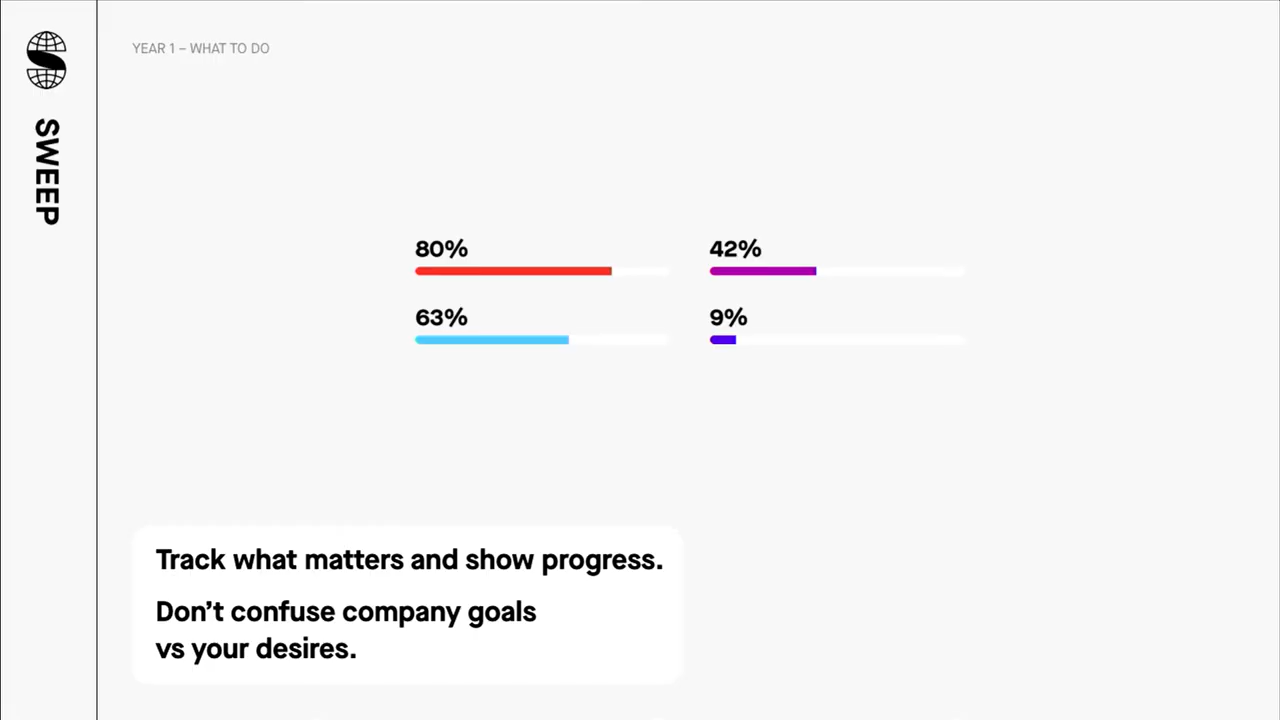 SWEEP
YEAR 1 – WHAT TO DO
80%
42%
63%
9%
Track what matters and show progress.
Don’t confuse company goals
vs your desires.